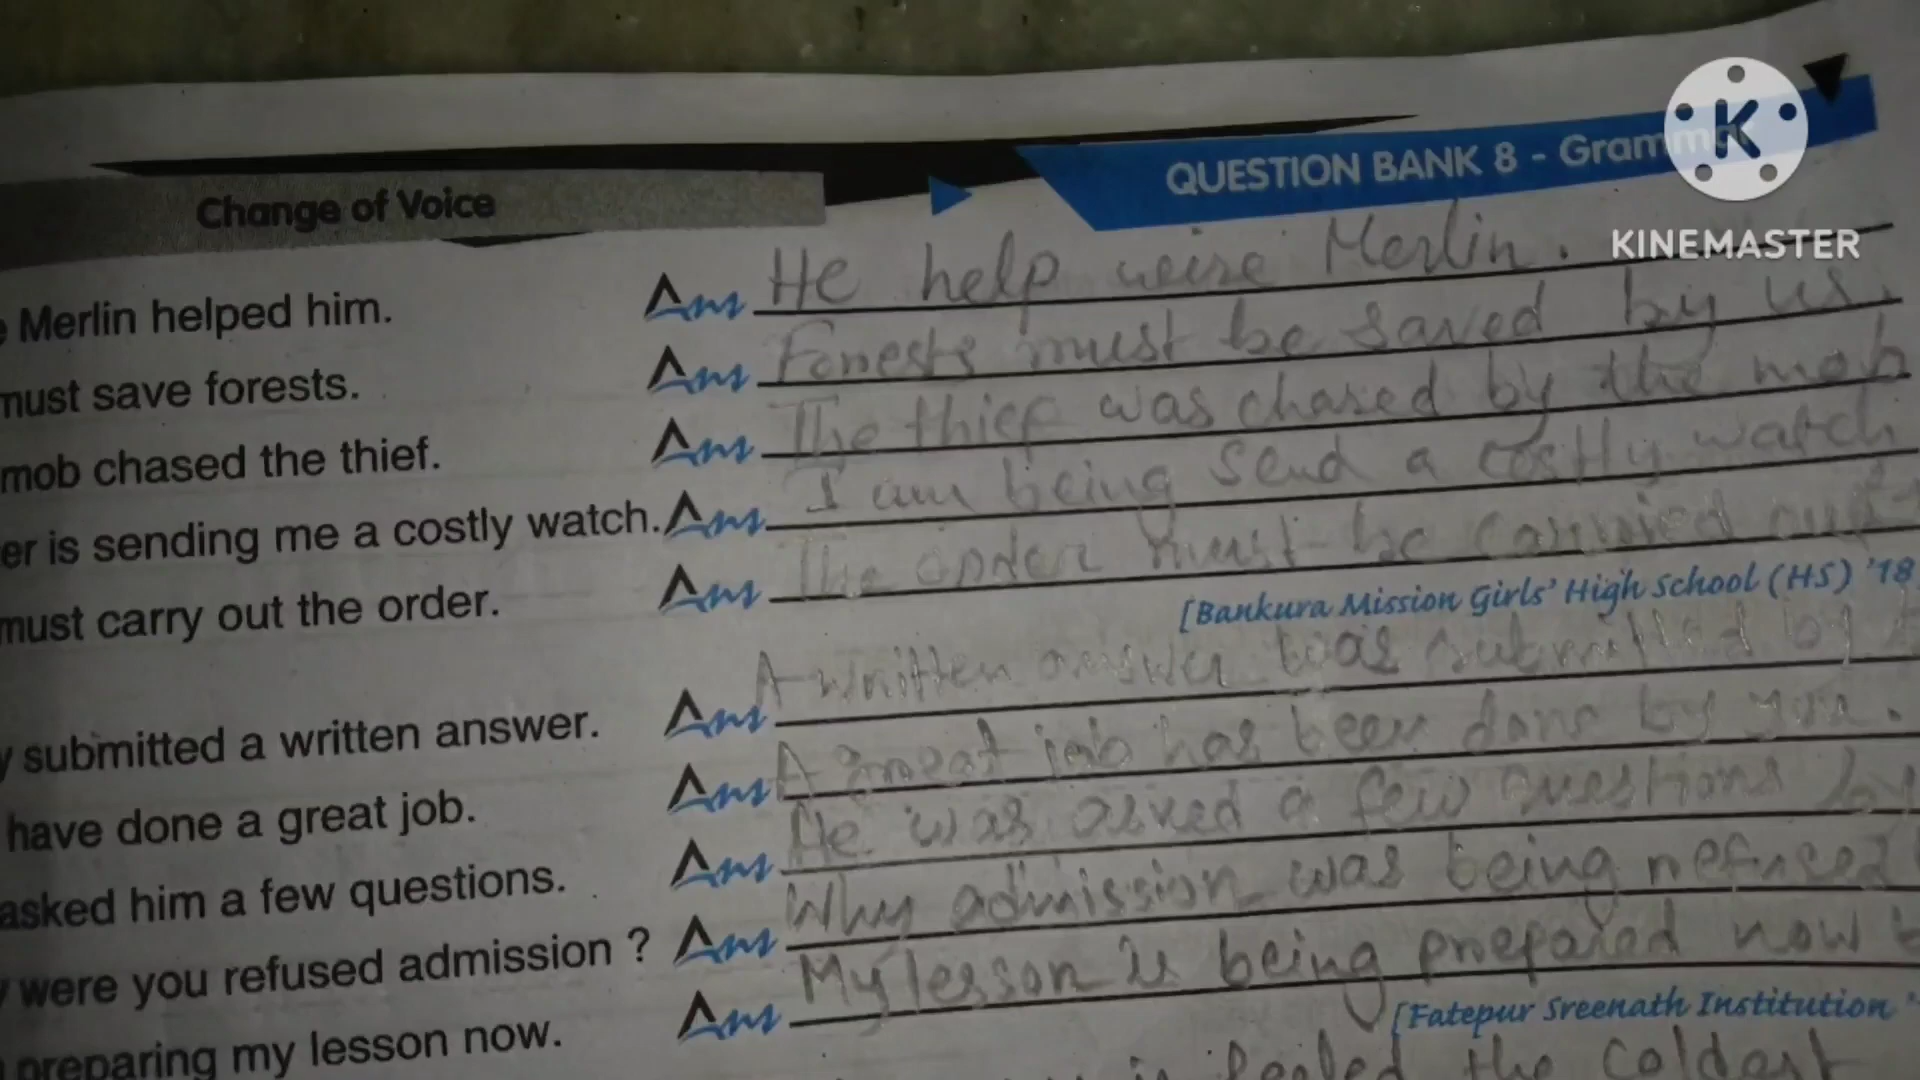 QUESTION BANK 8 - Grammar
KINEMASTER
Change of Voice
Merlin helped him.
Ans He help weire Merlin.
must save forests.
Ans Forests must be saved by us.
mob chased the thief.
Ans The thief was chased by the mob
er is sending me a costly watch.
Ans I am being send a costly watch
must carry out the order.
Ans The order must be carried out
[Bankura Mission Girls' High School (HS) '18
y submitted a written answer.
Ans A written answer was submitted by
have done a great job.
Ans A great job has been done by you.
asked him a few questions.
Ans He was asked a few questions by
y were you refused admission ?
Ans Why admission was being refused
preparing my lesson now.
Ans My lesson is being prepared now
[Fatepur Sreenath Institution '
is the coldest